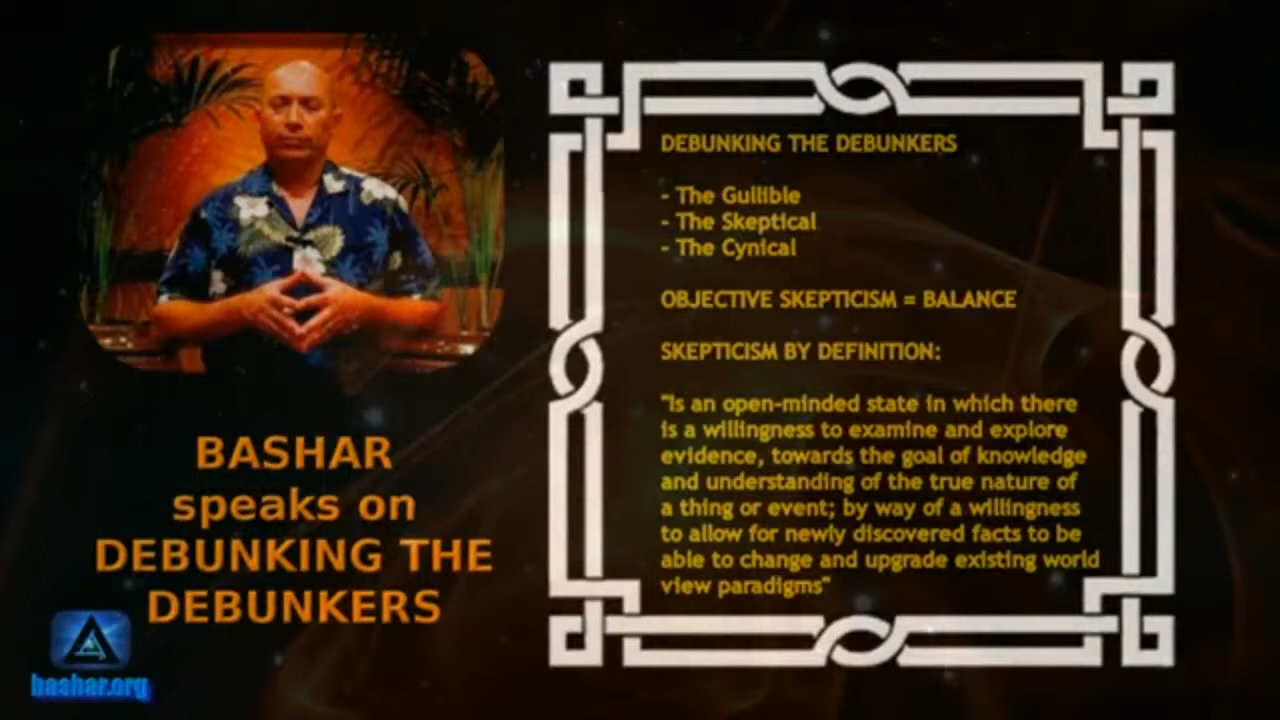 BASHAR
speaks on
DEBUNKING THE
DEBUNKERS
bashar.org
DEBUNKING THE DEBUNKERS
- The Gullible
- The Skeptical
- The Cynical
OBJECTIVE SKEPTICISM = BALANCE
SKEPTICISM BY DEFINITION:
"Is an open-minded state in which there
is a willingness to examine and explore
evidence, towards the goal of knowledge
and understanding of the true nature of
a thing or event; by way of a willingness
to allow for newly discovered facts to be
able to change and upgrade existing world
view paradigms"